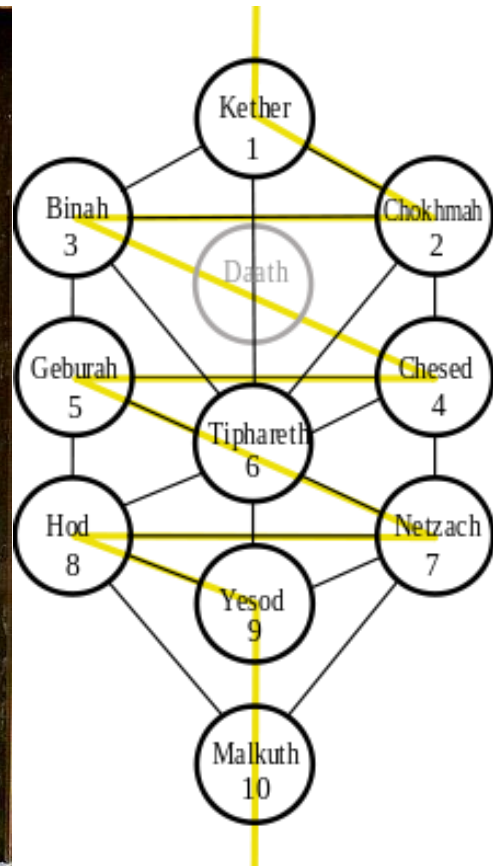 Kether
1
Binah
3
Chokhmah
2
Daath
Geburah
5
Chesed
4
Tiphareth
6
Hod
8
Netzach
7
Yesod
9
Malkuth
10